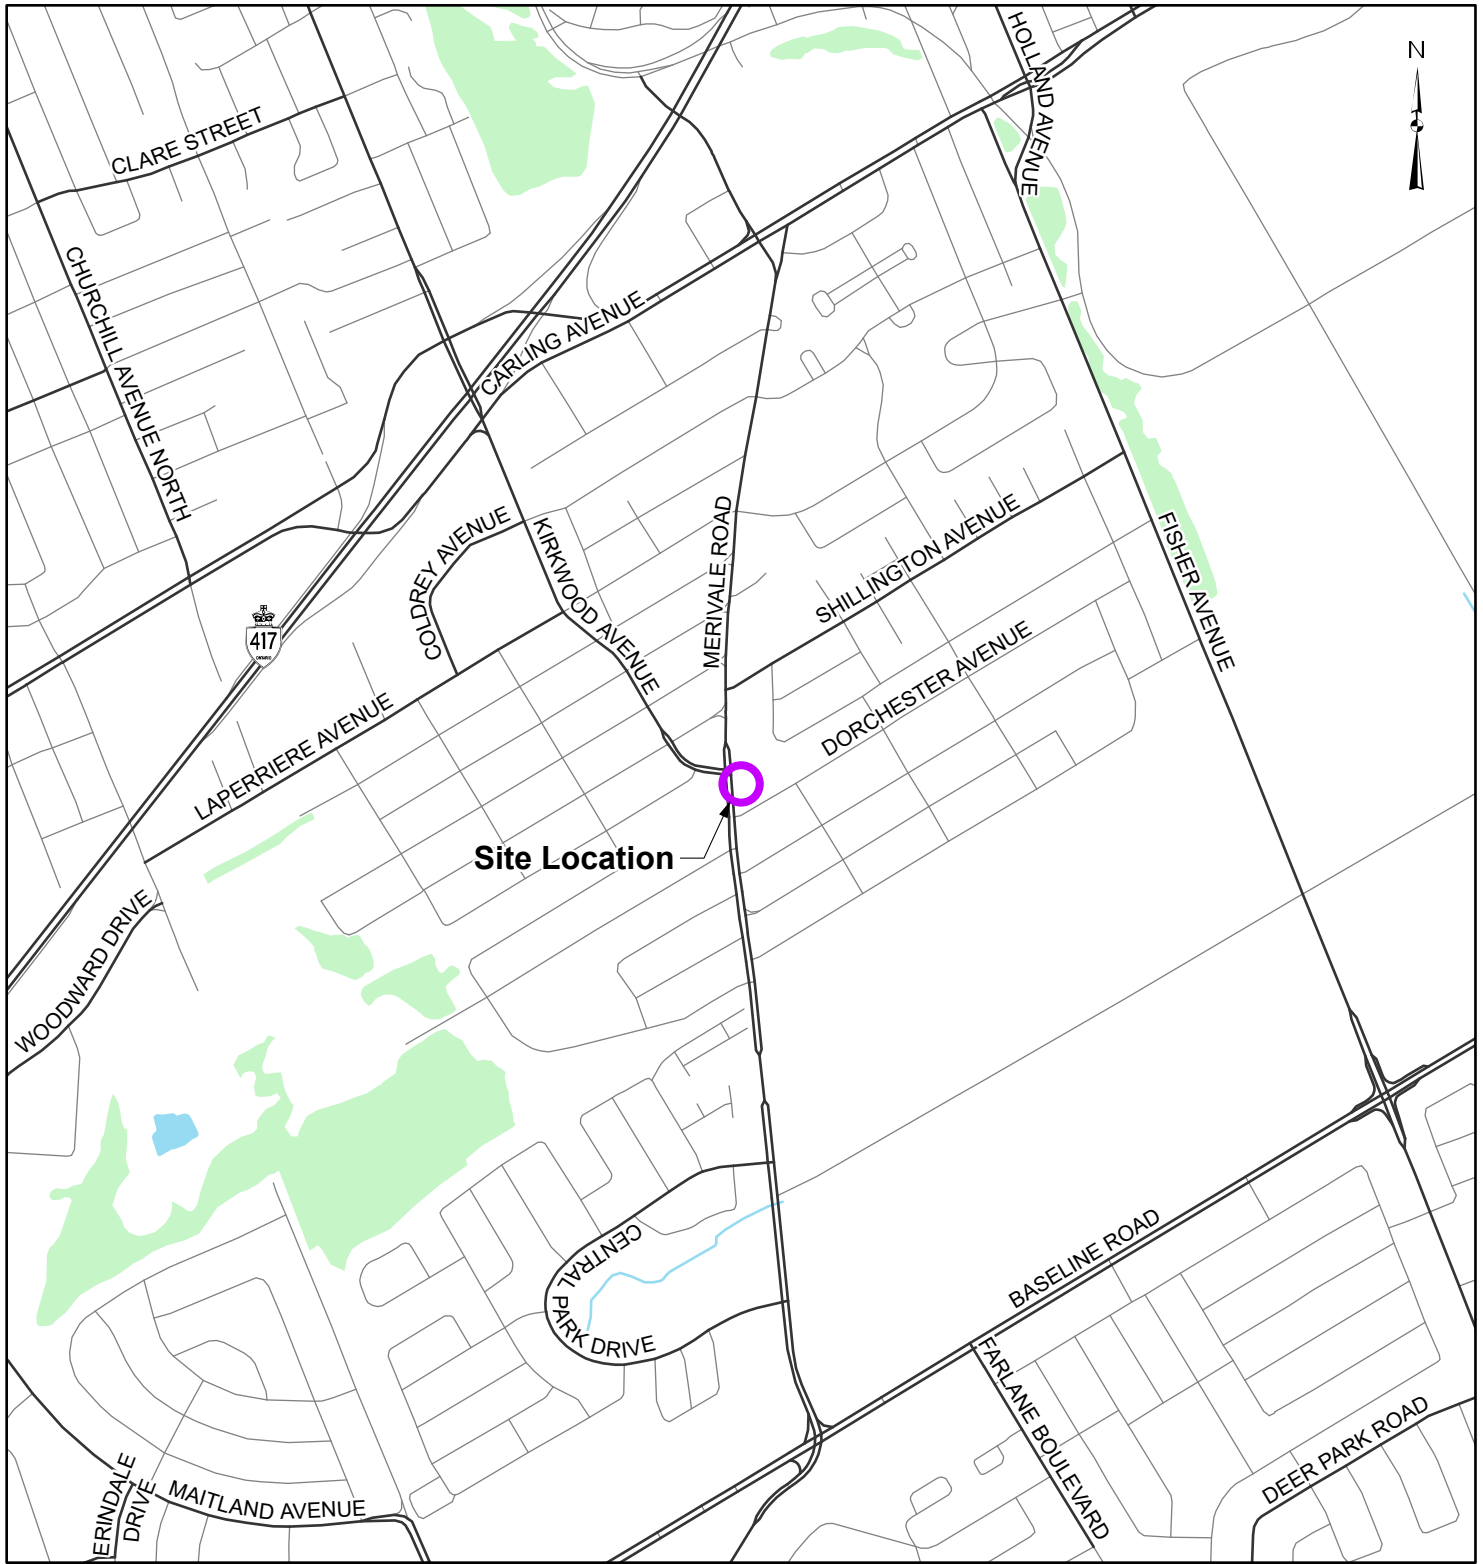 HOLLAND AVENUE
N
CLARE STREET
CHURCHILL AVENUE NORTH
CARLING AVENUE
COLDREY AVENUE
KIRKWOOD AVENUE
MERIVALE ROAD
SHILLINGTON AVENUE
FISHER AVENUE
417
ONTARIO
DORCHESTER AVENUE
LAPERRIERE AVENUE
Site Location
WOODWARD DRIVE
CENTRAL
PARK DRIVE
BASELINE ROAD
FARLANE BOULEVARD
DEER PARK ROAD
ERINDALE
DRIVE
MAITLAND AVENUE